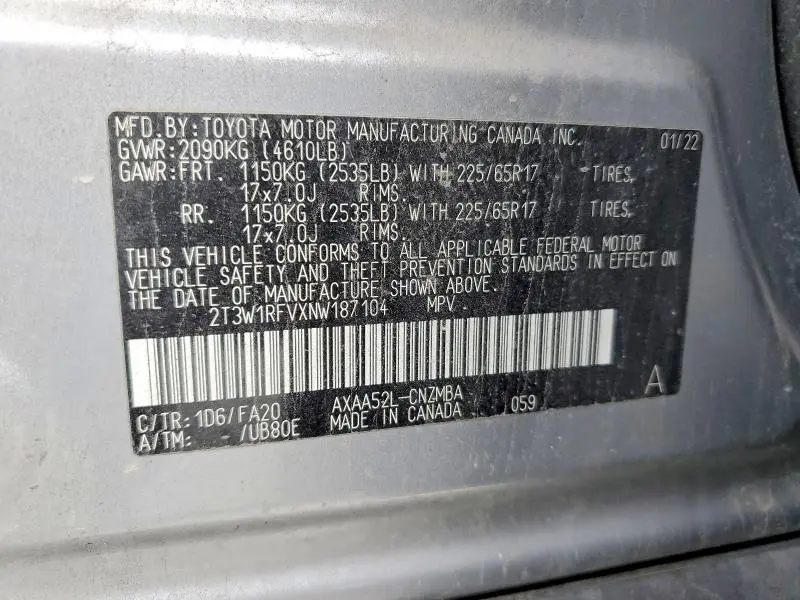 MFD.BY:TOYOTA MOTOR MANUFACTURING CANADA INC. 01/22
GVWR:2090KG (4610LB)
GAWR:FRT. 1150KG (2535LB) WITH 225/65R17 TIRES,
17x7.0J RIMS.
RR. 1150KG (2535LB) WITH 225/65R17 TIRES,
17x7.0J RIMS.
THIS VEHICLE CONFORMS TO ALL APPLICABLE FEDERAL MOTOR
VEHICLE SAFETY AND THEFT PREVENTION STANDARDS IN EFFECT ON
THE DATE OF MANUFACTURE SHOWN ABOVE.
2T3W1RFVXNW187104 MPV
C/TR:1D6/FA20 AXAA52L-CNZMBA 059 A
A/TM: -/UB80E MADE IN CANADA